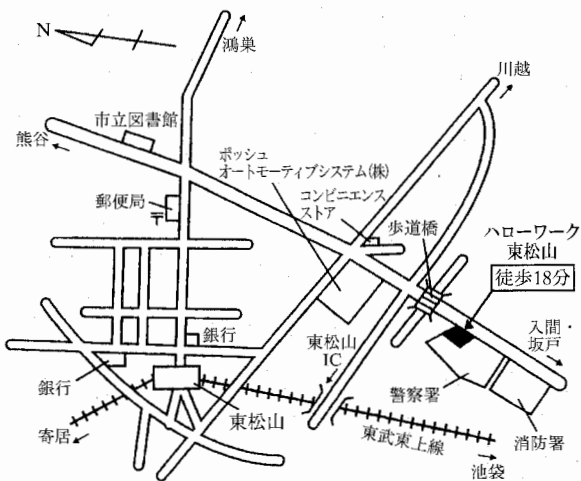 N
鴻巣
川越
市立図書館
熊谷
ボッシュ
オートモーティブシステム(株)
コンビニエンス
ストア
郵便局
〒
歩道橋
ハローワーク
東松山
徒歩18分
入間・
坂戸
銀行
東松山
IC
銀行
東松山
警察署
消防署
寄居
東武東上線
池袋